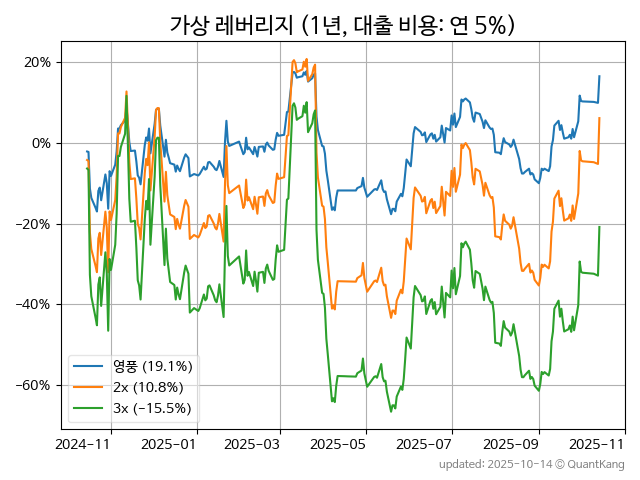 가상 레버리지 (1년, 대출 비용: 연 5%)
20%
0%
−20%
−40%
−60%
영풍 (19.1%)
2x (10.8%)
3x (−15.5%)
2024-11 2025-01 2025-03 2025-05 2025-07 2025-09 2025-11
updated: 2025-10-14 © QuantKang